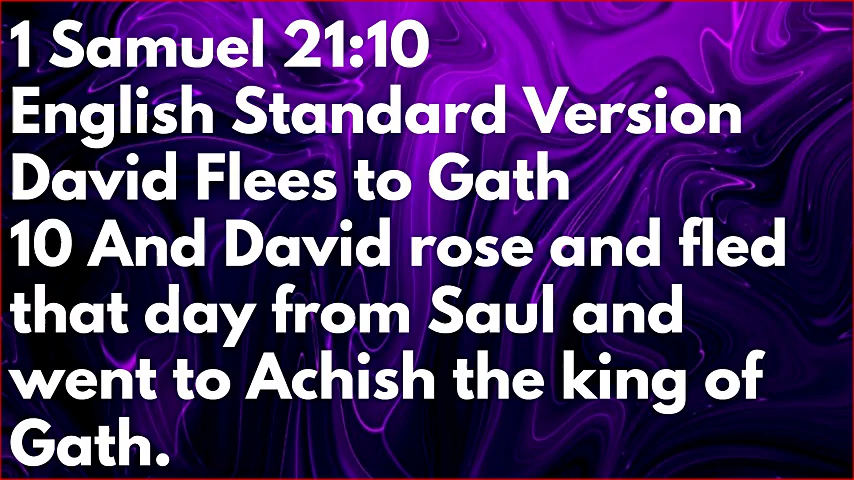 1 Samuel 21:10
English Standard Version
David Flees to Gath
10 And David rose and fled
that day from Saul and
went to Achish the king of
Gath.